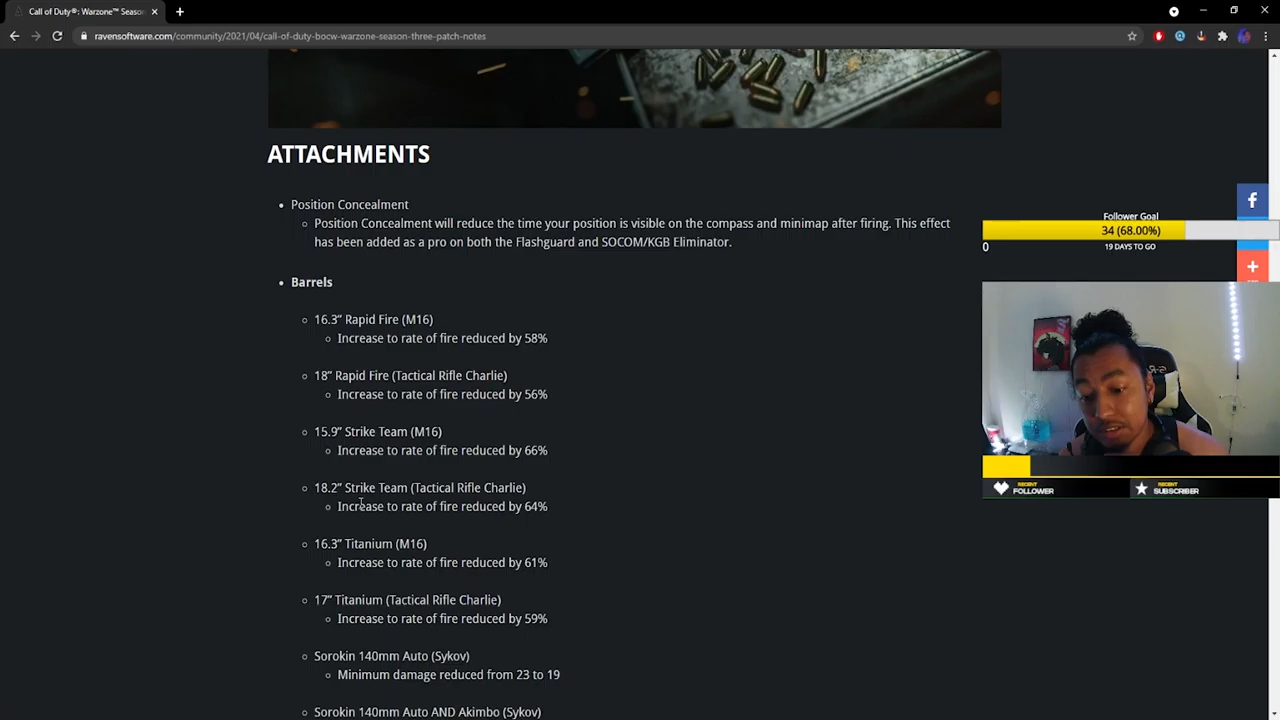 Call of Duty®: Warzone™ Seaso
ravensoftware.com/community/2021/04/call-of-duty-bocw-warzone-season-three-patch-notes
ATTACHMENTS
Position Concealment
Position Concealment will reduce the time your position is visible on the compass and minimap after firing. This effect
has been added as a pro on both the Flashguard and SOCOM/KGB Eliminator.
Barrels
16.3” Rapid Fire (M16)
Increase to rate of fire reduced by 58%
18” Rapid Fire (Tactical Rifle Charlie)
Increase to rate of fire reduced by 56%
15.9” Strike Team (M16)
Increase to rate of fire reduced by 66%
18.2” Strike Team (Tactical Rifle Charlie)
Increase to rate of fire reduced by 64%
16.3” Titanium (M16)
Increase to rate of fire reduced by 61%
17” Titanium (Tactical Rifle Charlie)
Increase to rate of fire reduced by 59%
Sorokin 140mm Auto (Sykov)
Minimum damage reduced from 23 to 19
Sorokin 140mm Auto AND Akimbo (Sykov)
Follower Goal
34 (68.00%)
0
19 DAYS TO GO
RECENT
FOLLOWER
RECENT
SUBSCRIBER